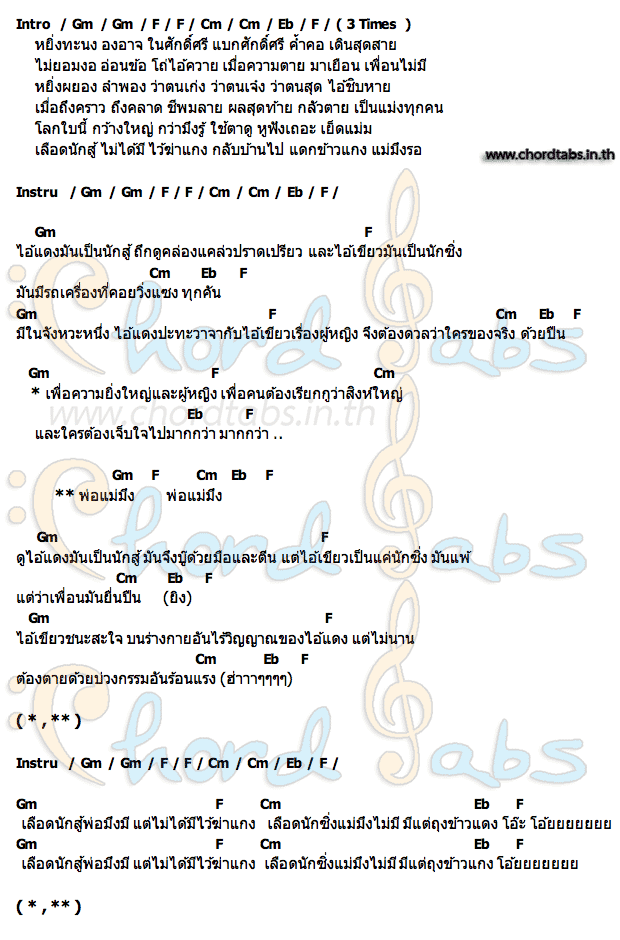 Intro / Gm / Gm / F / F / Cm / Cm / Eb / F / ( 3 Times )
หยิ่งทะนง องอาจ ในศักดิ์ศรี แบกศักดิ์ศรี ค้ำคอ เดินสุดสาย
ไม่ยอมงอ อ่อนข้อ โถ่ไอ้ควาย เมื่อความตาย มาเยือน เพื่อนไม่มี
หยิ่งผยอง ลำพอง ว่าตนเก่ง ว่าตนเจ๋ง ว่าตนสุด ไอ้ชิบหาย
เมื่อถึงคราว ถึงคลาด ชีพมลาย ผลสุดท้าย กลัวตาย เป็นแม่งทุกคน
โลกใบนี้ กว้างใหญ่ กว่ามึงรู้ ใช้ตาดู หูฟังเถอะ เย็ดแม่ม
เลือดนักสู้ ไม่ได้มี ไว้ฆ่าแกง กลับบ้านไป แดกข้าวแกง แม่มึงรอ
www.chordtabs.in.th
Instru / Gm / Gm / F / F / Cm / Cm / Eb / F /
Gm F
ไอ้แดงมันเป็นนักสู้ ถึกดูคล่องแคล่วปราดเปรียว และไอ้เขียวมันเป็นนักซิ่ง
Cm Eb F
มันมีรถเครื่องที่คอยวิ่งแซง ทุกคัน
Gm F Cm Eb F
มีในจังหวะหนึ่ง ไอ้แดงปะทะวาจากับไอ้เขียวเรื่องผู้หญิง จึงต้องดวลว่าใครของจริง ด้วยปืน
Gm F Cm
* เพื่อความยิ่งใหญ่และผู้หญิง เพื่อคนต้องเรียกกูว่าสิงห์ใหญ่
www.chordtabs.in.th
Eb F
และใครต้องเจ็บใจไปมากกว่า มากกว่า ..
Gm F Cm Eb F
** พ่อแม่มึง พ่อแม่มึง
Gm F
ดูไอ้แดงมันเป็นนักสู้ มันจึงบู๊ด้วยมือและตีน แต่ไอ้เขียวเป็นแค่นักซิ่ง มันแพ้
Cm Eb F
แต่ว่าเพื่อนมันยื่นปืน (ยิง)
Gm F
ไอ้เขียวชนะสะใจ บนร่างกายอันไร้วิญญาณของไอ้แดง แต่ไม่นาน
Cm Eb F
ต้องตายด้วยบ่วงกรรมอันร้อนแรง (ฮ่าาาๆๆๆๆ)
( * , ** )
Instru / Gm / Gm / F / F / Cm / Cm / Eb / F /
Gm F Cm Eb F
เลือดนักสู้พ่อมึงมี แต่ไม่ได้มีไว้ฆ่าแกง เลือดนักซิ่งแม่มึงไม่มี มีแต่ถุงข้าวแดง โอ๊ะ โอ้ยยยยยยย
Gm F Cm Eb F
เลือดนักสู้พ่อมึงมี แต่ไม่ได้มีไว้ฆ่าแกง เลือดนักซิ่งแม่มึงไม่มี มีแต่ถุงข้าวแกง โอ้ยยยยยยย
( * , ** )
Chord Tabs